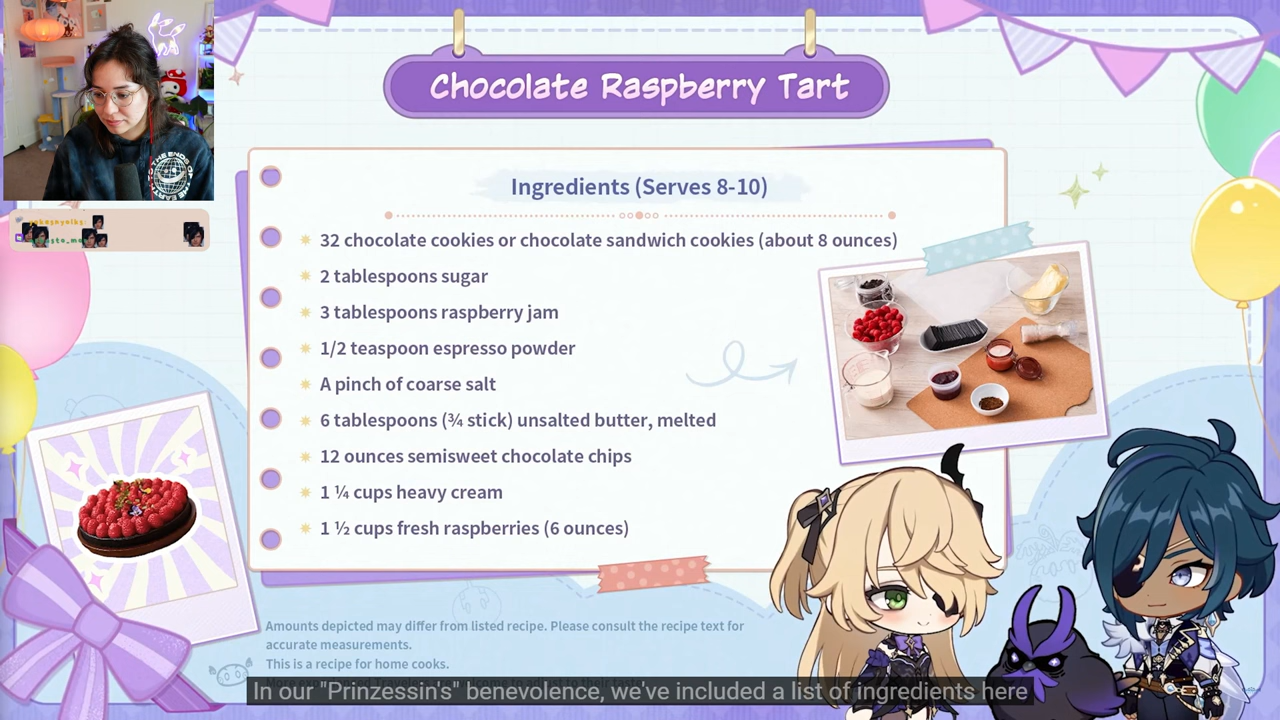 Chocolate Raspberry Tart
Ingredients (Serves 8-10)
32 chocolate cookies or chocolate sandwich cookies (about 8 ounces)
2 tablespoons sugar
3 tablespoons raspberry jam
1/2 teaspoon espresso powder
A pinch of coarse salt
6 tablespoons (¾ stick) unsalted butter, melted
12 ounces semisweet chocolate chips
1 ¼ cups heavy cream
1 ½ cups fresh raspberries (6 ounces)
Amounts depicted may differ from listed recipe. Please consult the recipe text for
accurate measurements.
This is a recipe for home cooks.
In our "Prinzessin's" benevolence, we've included a list of ingredients here